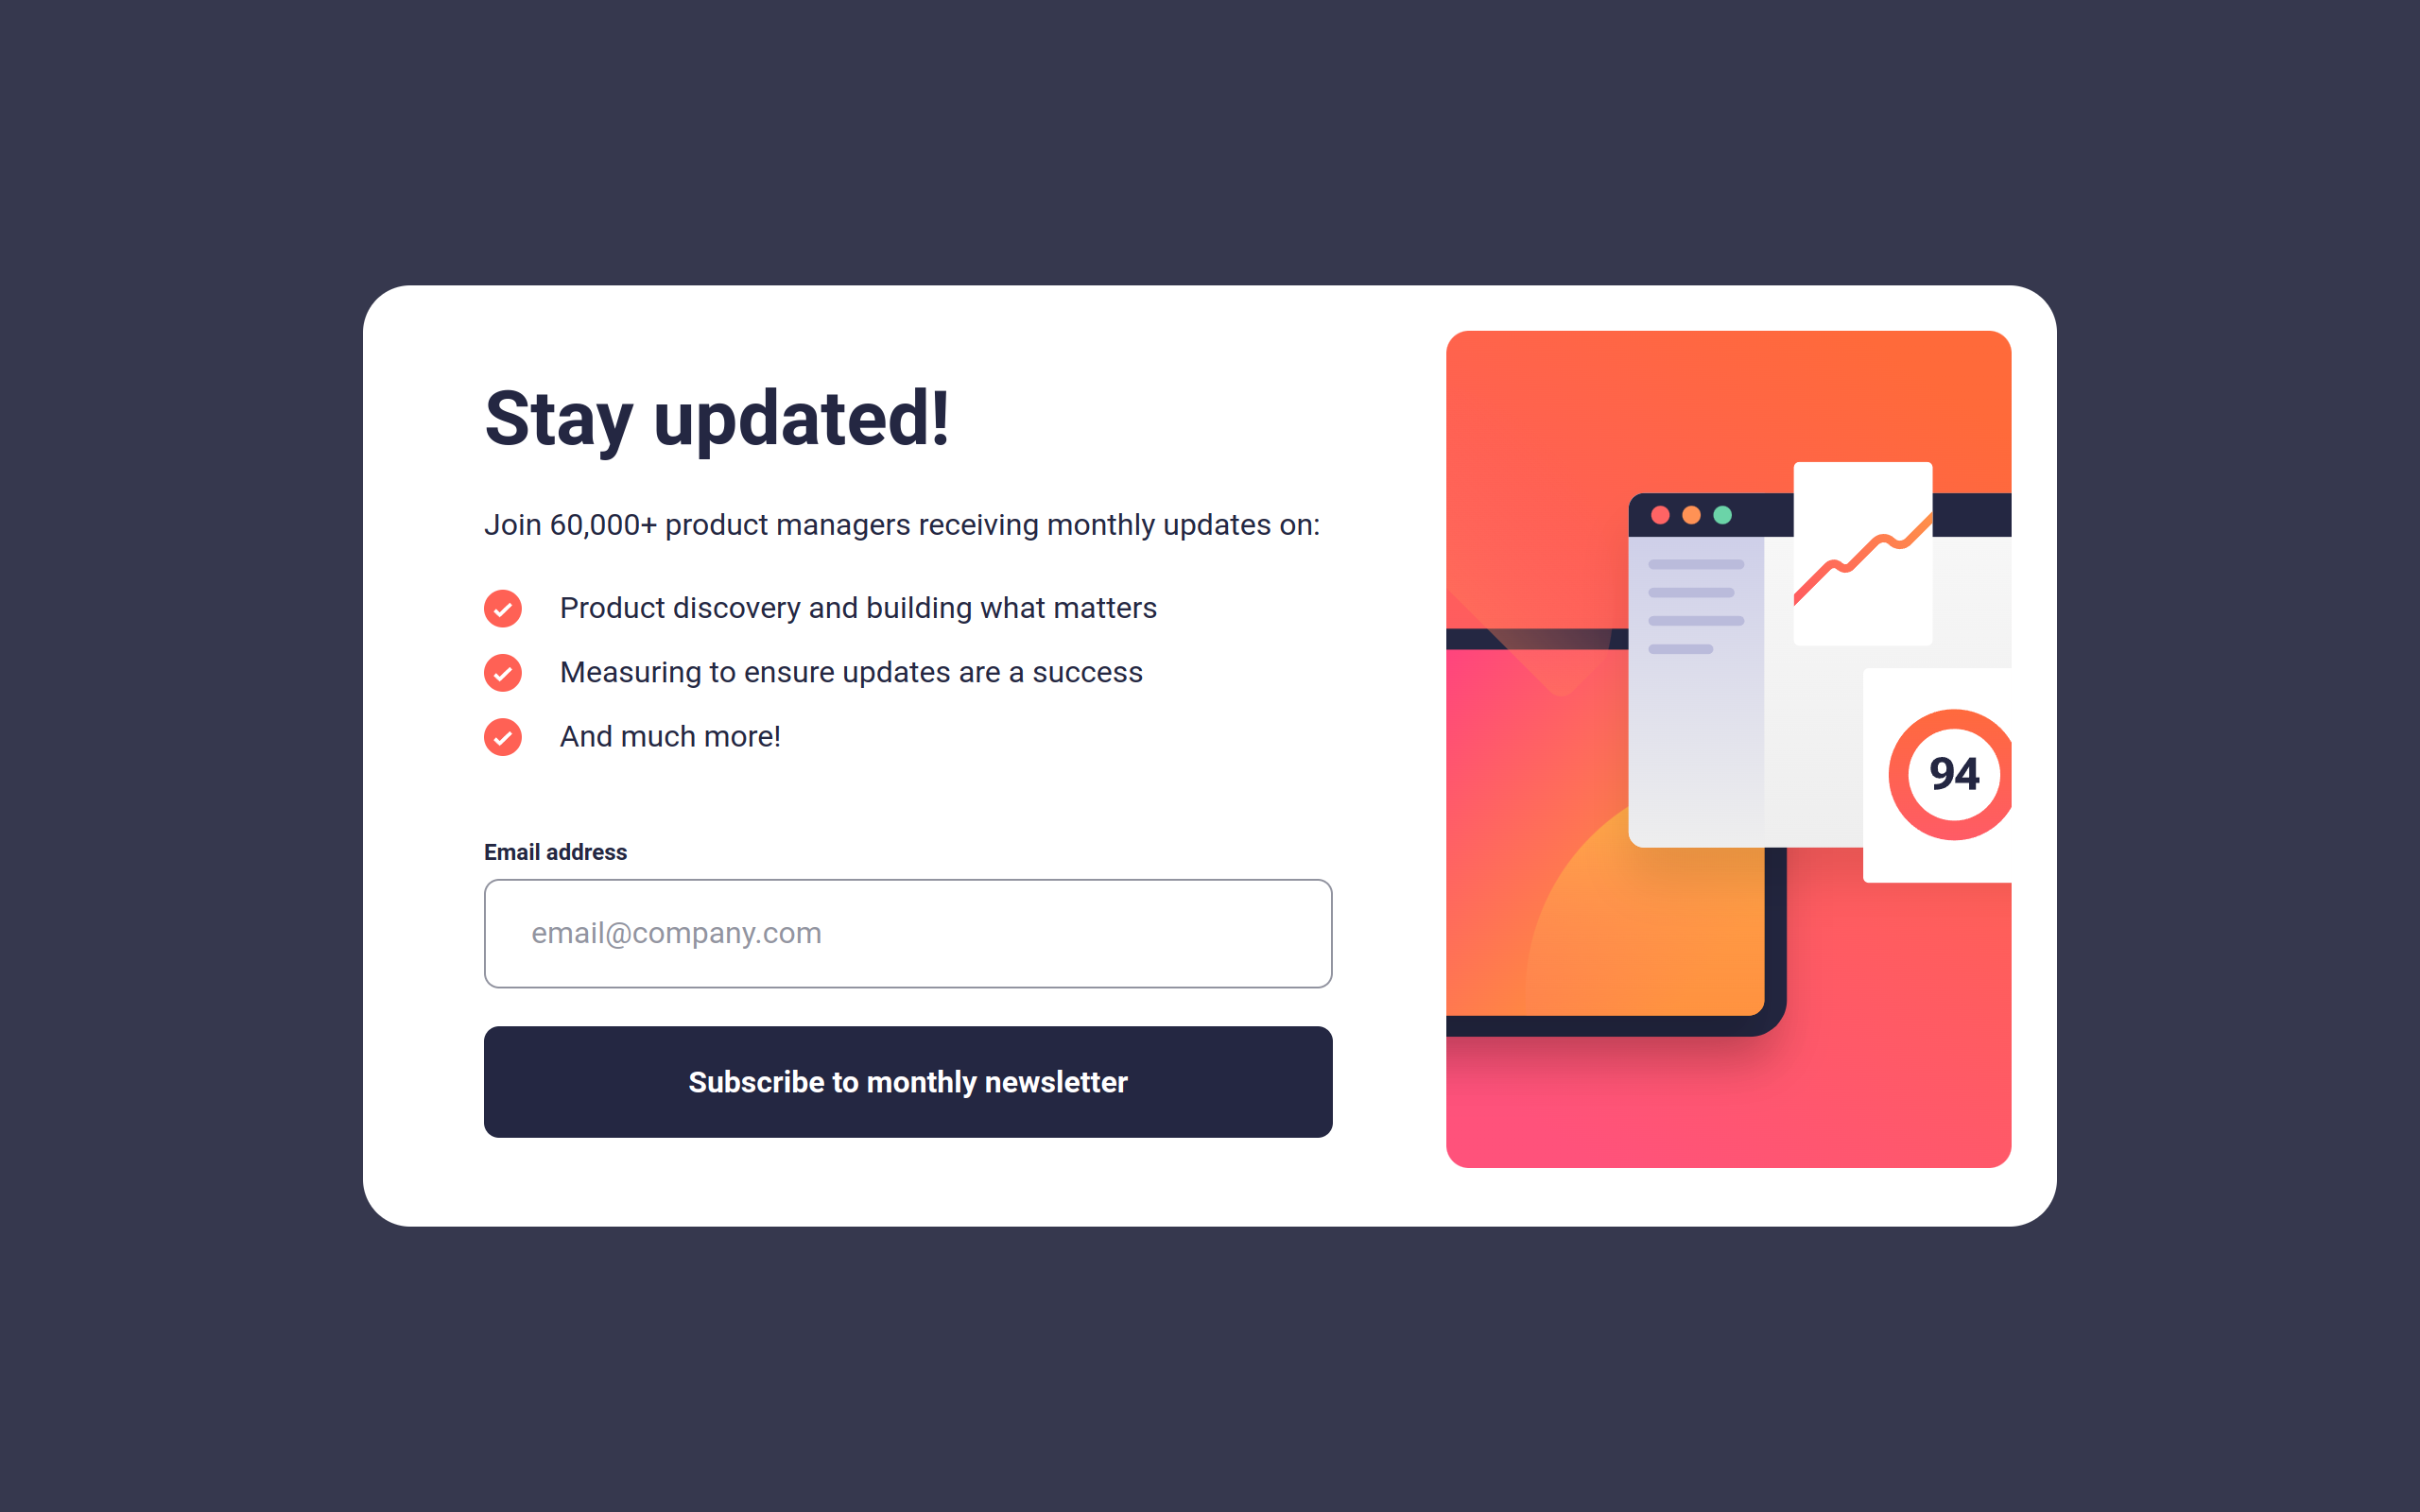 Stay updated!
Join 60,000+ product managers receiving monthly updates on:
Product discovery and building what matters
Measuring to ensure updates are a success
And much more!
Email address
email@company.com
Subscribe to monthly newsletter
94